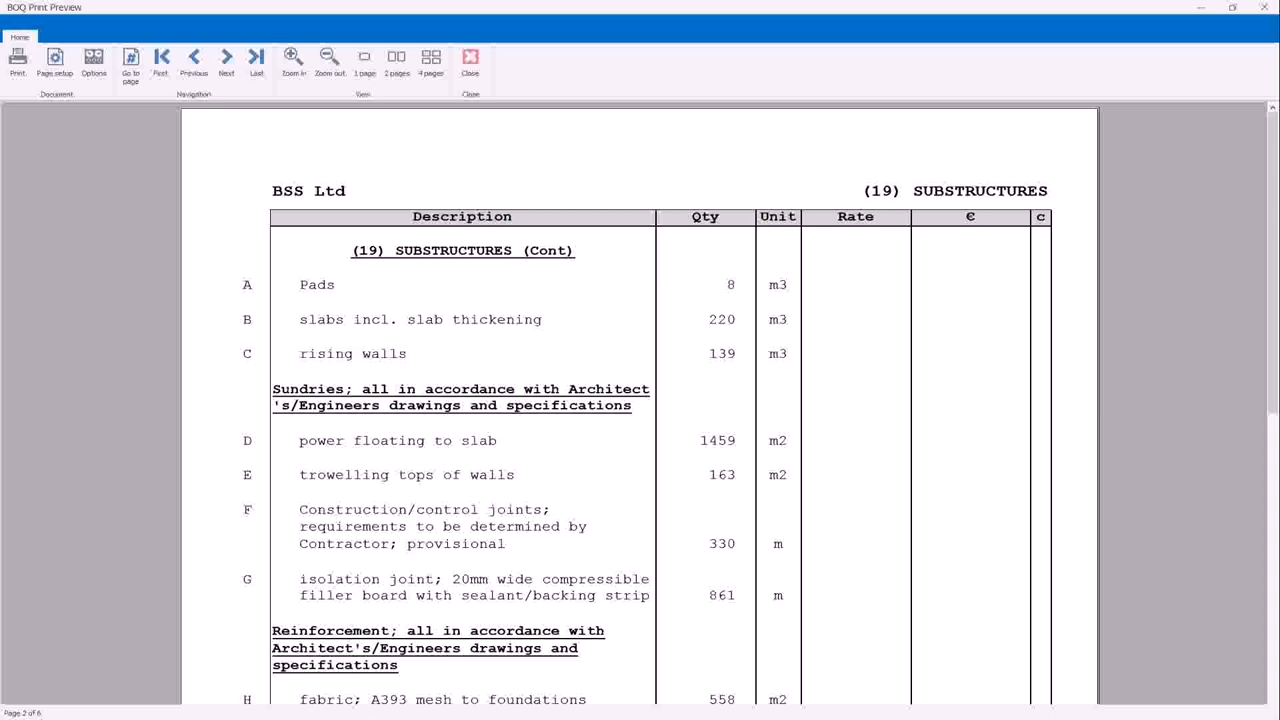 BOQ Print Preview
Home
Print. Page setup Options Go to page First Previous Next Last Zoom in Zoom out. 1 page 2 pages 4 pages Close
Document Navigation View Close
BSS Ltd (19) SUBSTRUCTURES
Description Qty Unit Rate € c
(19) SUBSTRUCTURES (Cont)
A Pads 8 m3
B slabs incl. slab thickening 220 m3
C rising walls 139 m3
Sundries; all in accordance with Architect
's/Engineers drawings and specifications
D power floating to slab 1459 m2
E trowelling tops of walls 163 m2
F Construction/control joints;
requirements to be determined by
Contractor; provisional 330 m
G isolation joint; 20mm wide compressible
filler board with sealant/backing strip 861 m
Reinforcement; all in accordance with
Architect's/Engineers drawings and
specifications
H fabric; A393 mesh to foundations 558 m2
Page 2 of 6